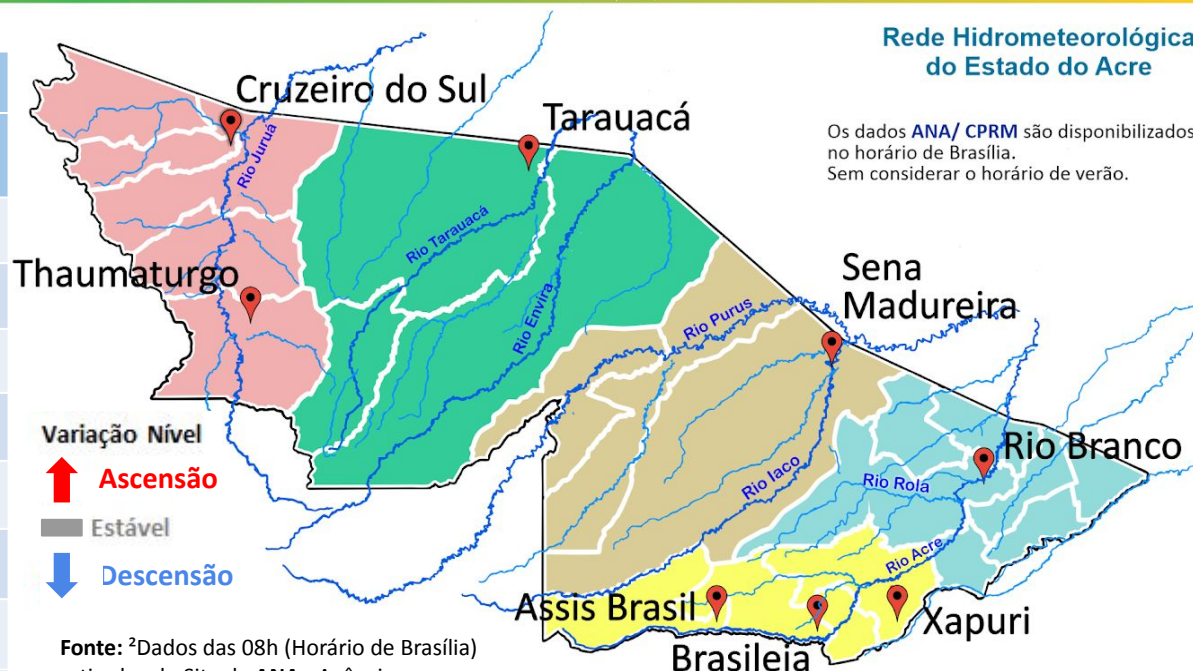 Rede Hidrometeorológica
do Estado do Acre
Os dados ANA/ CPRM são disponibilizados
no horário de Brasília.
Sem considerar o horário de verão.
Cruzeiro do Sul
Tarauacá
Rio Juruá
Rio Tarauacá
Thaumaturgo
Sena
Madureira
Rio Envira
Rio Purus
Variação Nível
Ascensão
Estável
Descensão
Rio Branco
Rio Iaco
Rio Rola
Rio Acre
Assis Brasil
Xapuri
Brasileia
Fonte: ²Dados das 08h (Horário de Brasília)